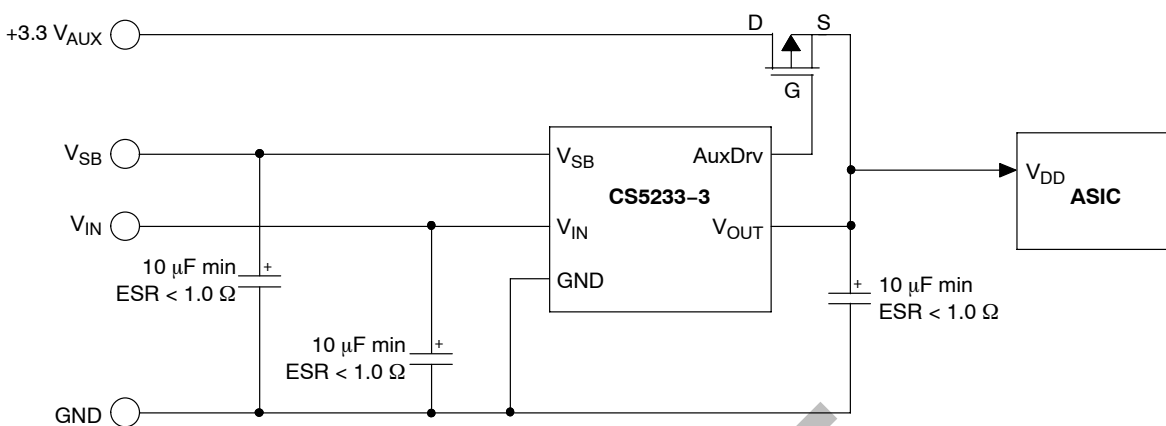 +3.3 VAUX
D
S
G
VSB
VSB
AuxDrv
VDD
CS5233−3
ASIC
VIN
VIN
VOUT
10 μF min
+
ESR < 1.0 Ω
GND
+
10 μF min
ESR < 1.0 Ω
10 μF min
+
ESR < 1.0 Ω
GND